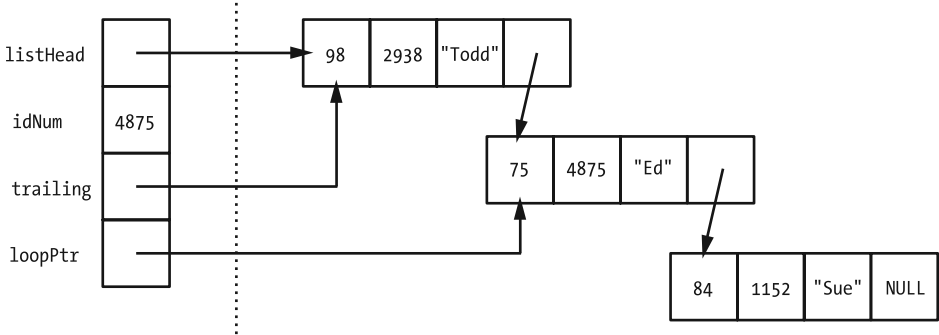 listHead 98 2938 "Todd"
idNum 4875
trailing 75 4875 "Ed"
loopPtr
84 1152 "Sue" NULL